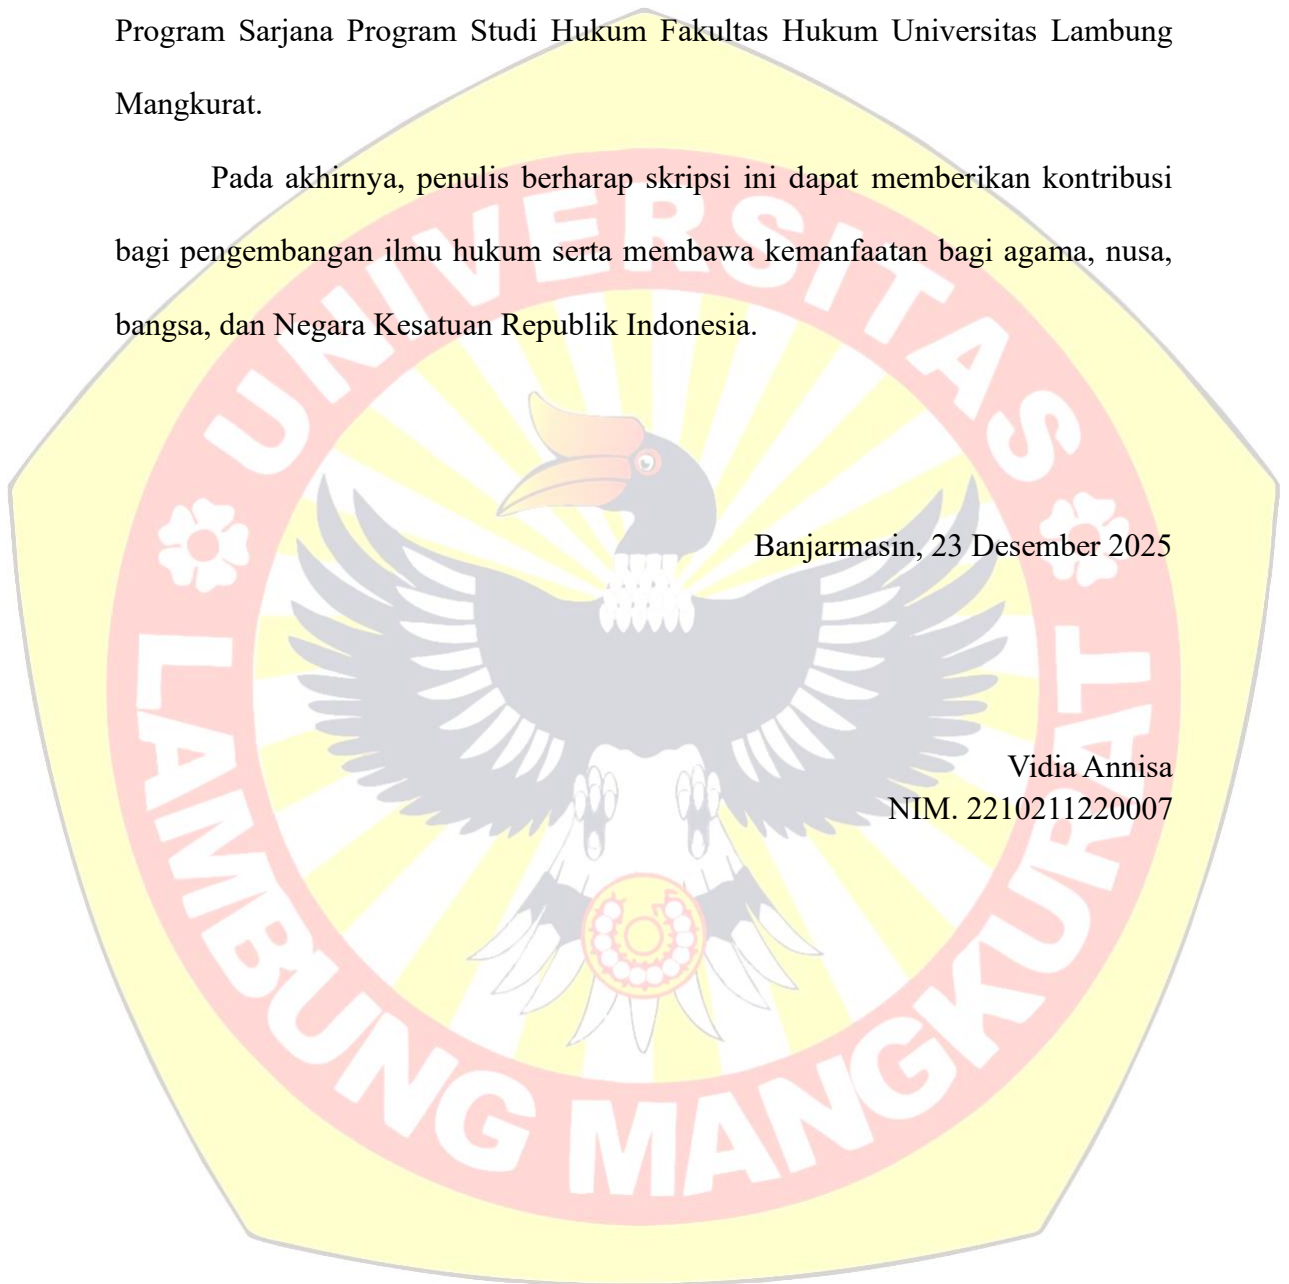 Program Sarjana Program Studi Hukum Fakultas Hukum Universitas Lambung
Mangkurat.
Pada akhirnya, penulis berharap skripsi ini dapat memberikan kontribusi
bagi pengembangan ilmu hukum serta membawa kemanfaatan bagi agama, nusa,
bangsa, dan Negara Kesatuan Republik Indonesia.
UNIVERSITAS
Banjarmasin, 23 Desember 2025
Vidia Annisa
NIM. 2210211220007
LAMBUNG MANGKURAT